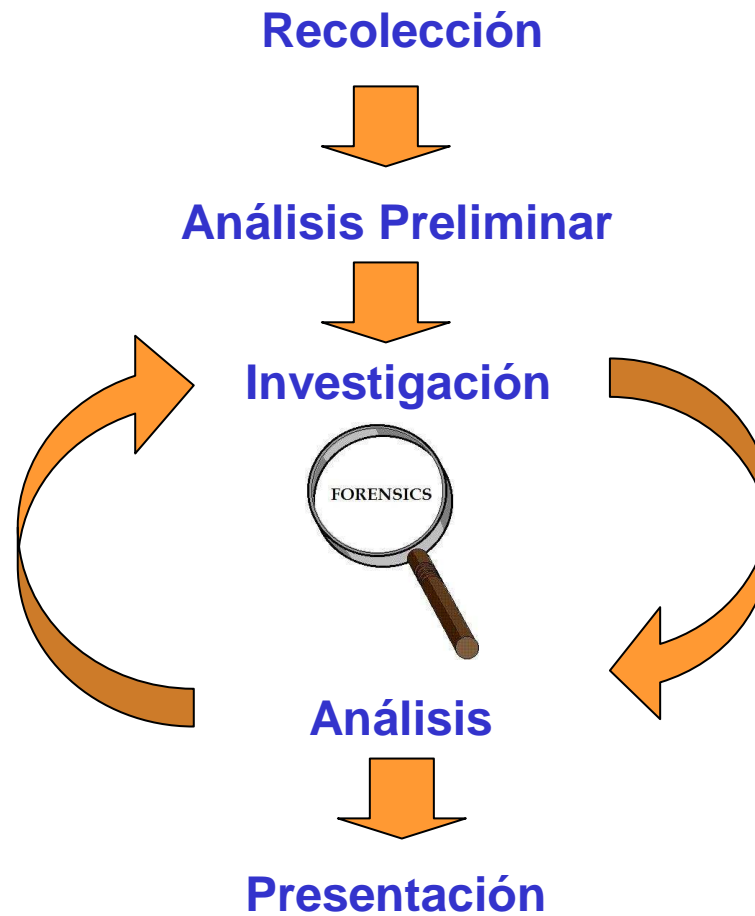 Recolección
Análisis Preliminar
Investigación
FORENSICS
Análisis
Presentación